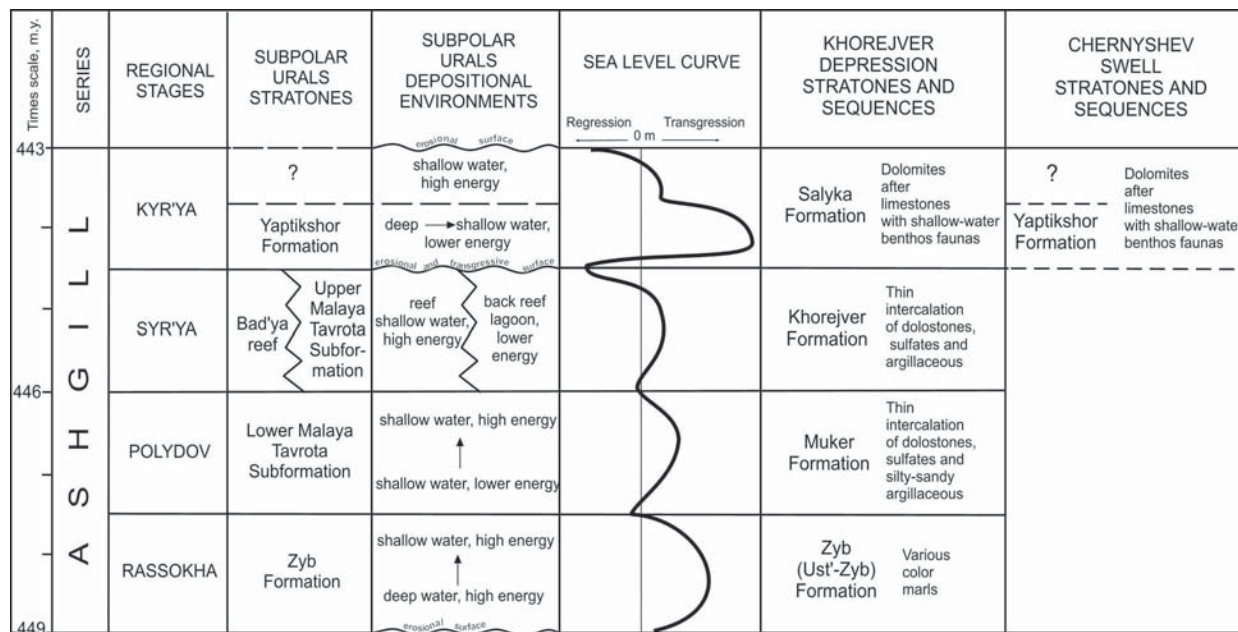 Times scale, m.y.
SERIES
REGIONAL
STAGES
SUBPOLAR
URALS
STRATONES
SUBPOLAR
URALS
DEPOSITIONAL
ENVIRONMENTS
SEA LEVEL CURVE
Regression
Transgression
0 m
KHOREJVER
DEPRESSION
STRATONES AND
SEQUENCES
CHERNYSHEV
SWELL
STRATONES AND
SEQUENCES
443
446
449
ASHGILL
KYR'YA
?
Yaptikshor
Formation
erosional surface
shallow water,
high energy
deep shallow water,
lower energy
erosional and transgressive surface
Salyka
Formation
Dolomites
after
limestones
with shallow-water
benthos faunas
?
Yaptikshor
Formation
Dolomites
after
limestones
with shallow-wate
benthos faunas
SYR'YA
Bad'ya
reef
Upper
Malaya
Tavrota
Subfor-
mation
reef
shallow water,
high energy
back reef
lagoon,
lower
energy
Khorejver
Formation
Thin
intercalation
of dolostones,
sulfates and
argillaceous
POLYDOV
Lower Malaya
Tavrota
Subformation
shallow water, high energy
shallow water, lower energy
Muker
Formation
Thin
intercalation
of dolostones,
sulfates and
silty-sandy
argillaceous
RASSOKHA
Zyb
Formation
shallow water, high energy
deep water, high energy
erosional surface
Zyb
(Ust'-Zyb)
Formation
Various
color
marls